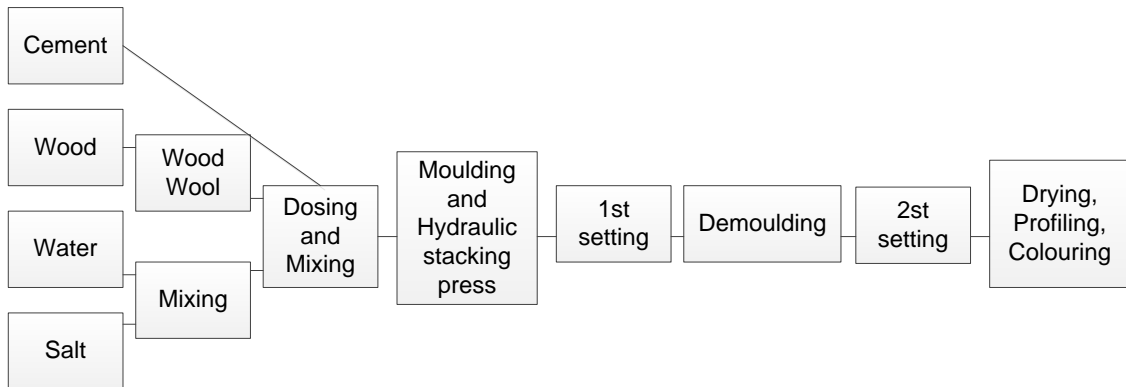 Cement
Wood
Wood
Wool
Water
Mixing
Salt
Dosing
and
Mixing
Moulding
and
Hydraulic
stacking
press
1st
setting
Demoulding
2st
setting
Drying,
Profiling,
Colouring